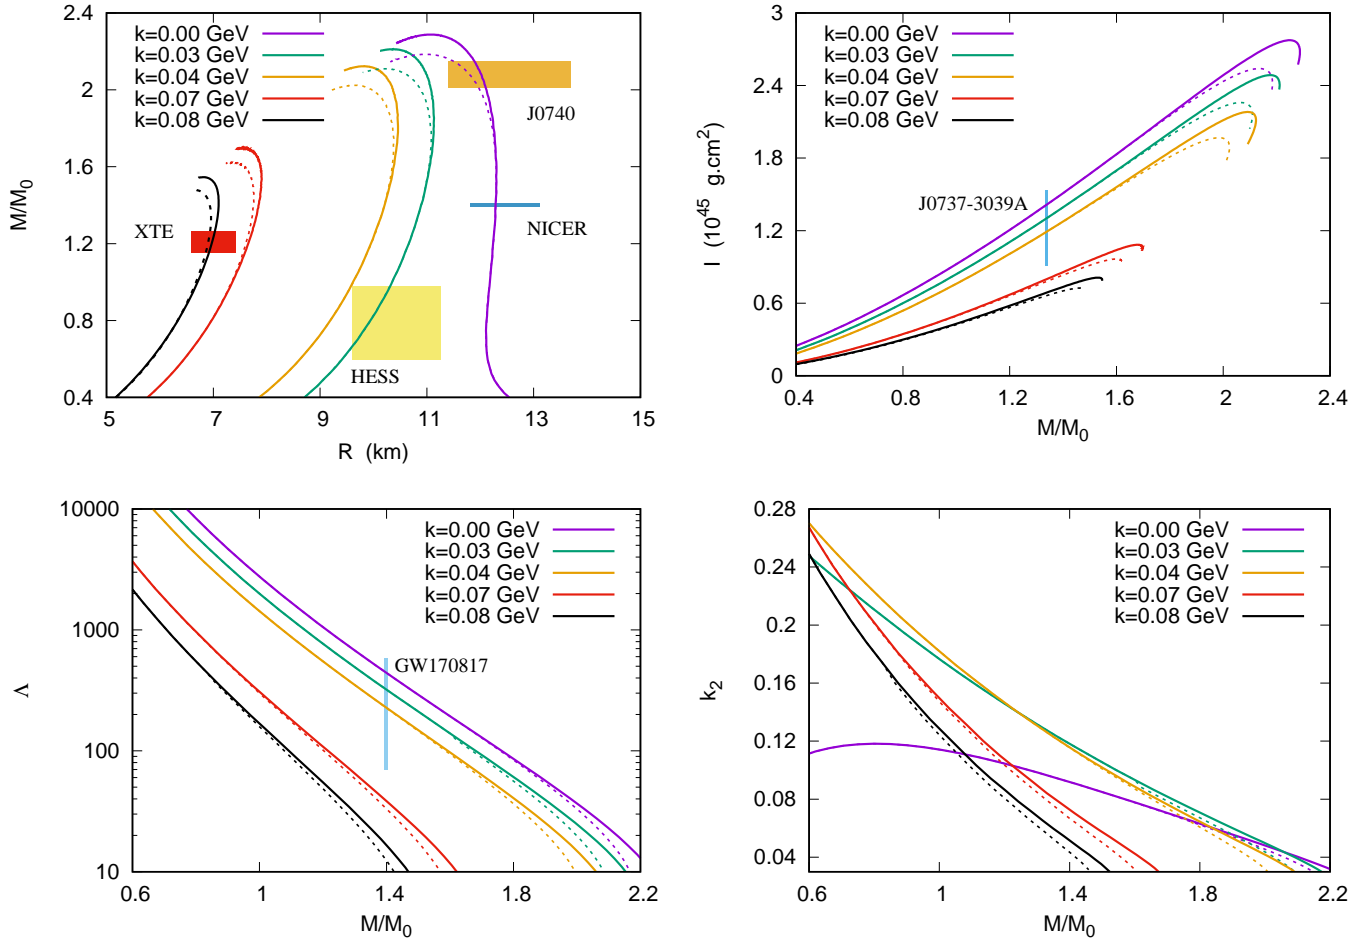 M/M0
2.4
2
1.6
1.2
0.8
0.4
5
7
9
11
13
15
R (km)
k=0.00 GeV
k=0.03 GeV
k=0.04 GeV
k=0.07 GeV
k=0.08 GeV
J0740
XTE
NICER
HESS
I (10^45 g.cm^2)
3
2.4
1.8
1.2
0.6
0
0.4
0.8
1.2
1.6
2
2.4
M/M0
k=0.00 GeV
k=0.03 GeV
k=0.04 GeV
k=0.07 GeV
k=0.08 GeV
J0737-3039A
Λ
10000
1000
100
10
0.6
1
1.4
1.8
2.2
M/M0
k=0.00 GeV
k=0.03 GeV
k=0.04 GeV
k=0.07 GeV
k=0.08 GeV
GW170817
k2
0.28
0.24
0.2
0.16
0.12
0.08
0.04
0.6
1
1.4
1.8
2.2
M/M0
k=0.00 GeV
k=0.03 GeV
k=0.04 GeV
k=0.07 GeV
k=0.08 GeV